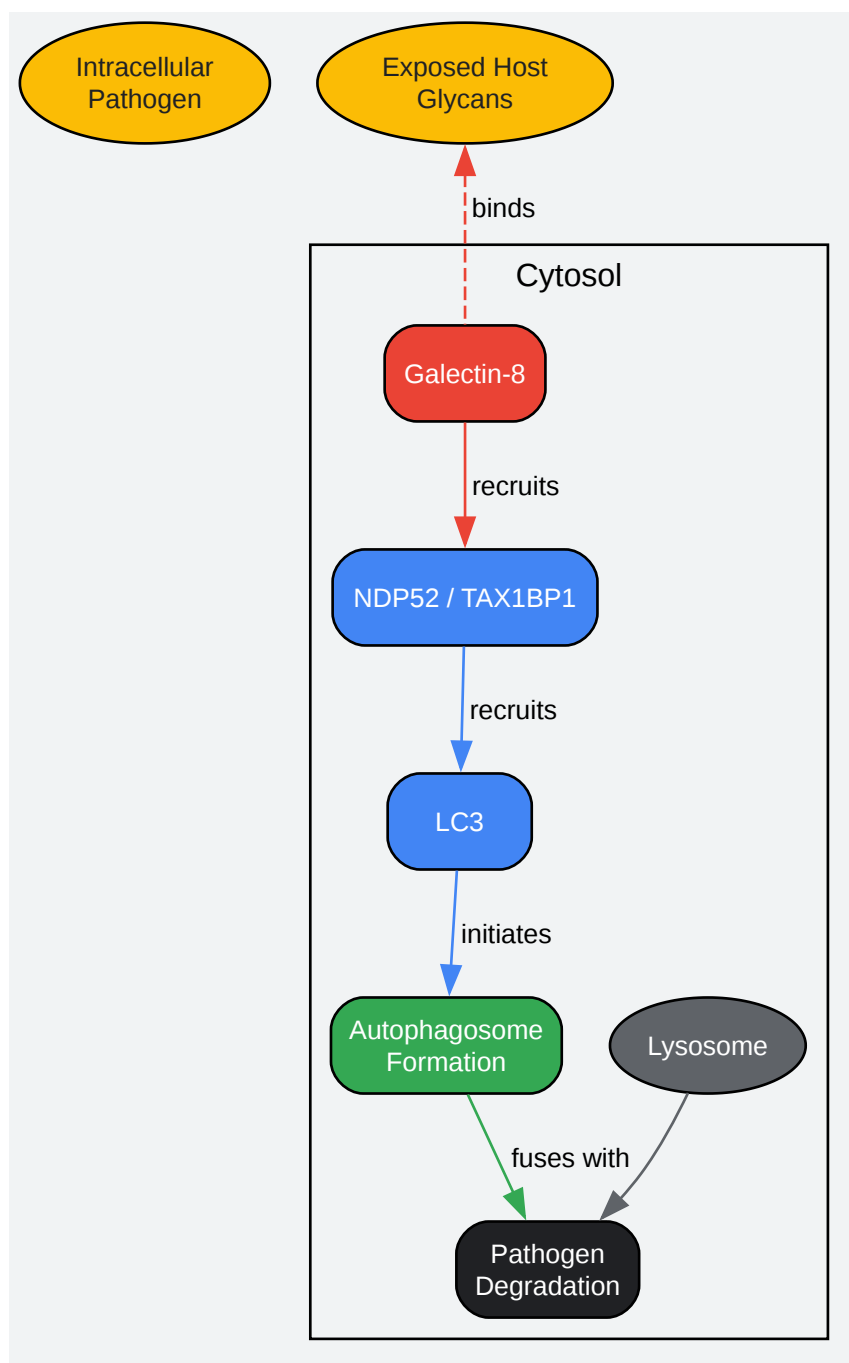 Intracellular
Pathogen
Exposed Host
Glycans
binds
Cytosol
Galectin-8
recruits
NDP52 / TAX1BP1
recruits
LC3
initiates
Autophagosome
Formation
Lysosome
fuses with
Pathogen
Degradation